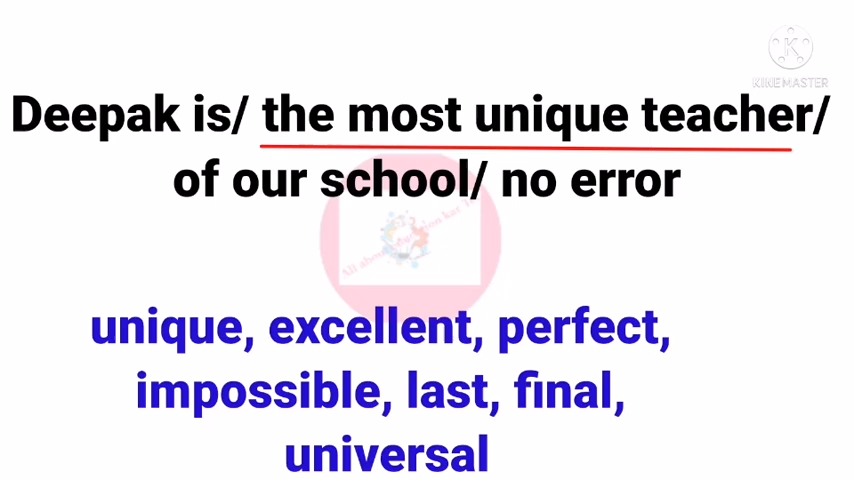 KINEMASTER
Deepak is/ the most unique teacher/
of our school/ no error
unique, excellent, perfect,
impossible, last, final,
universal